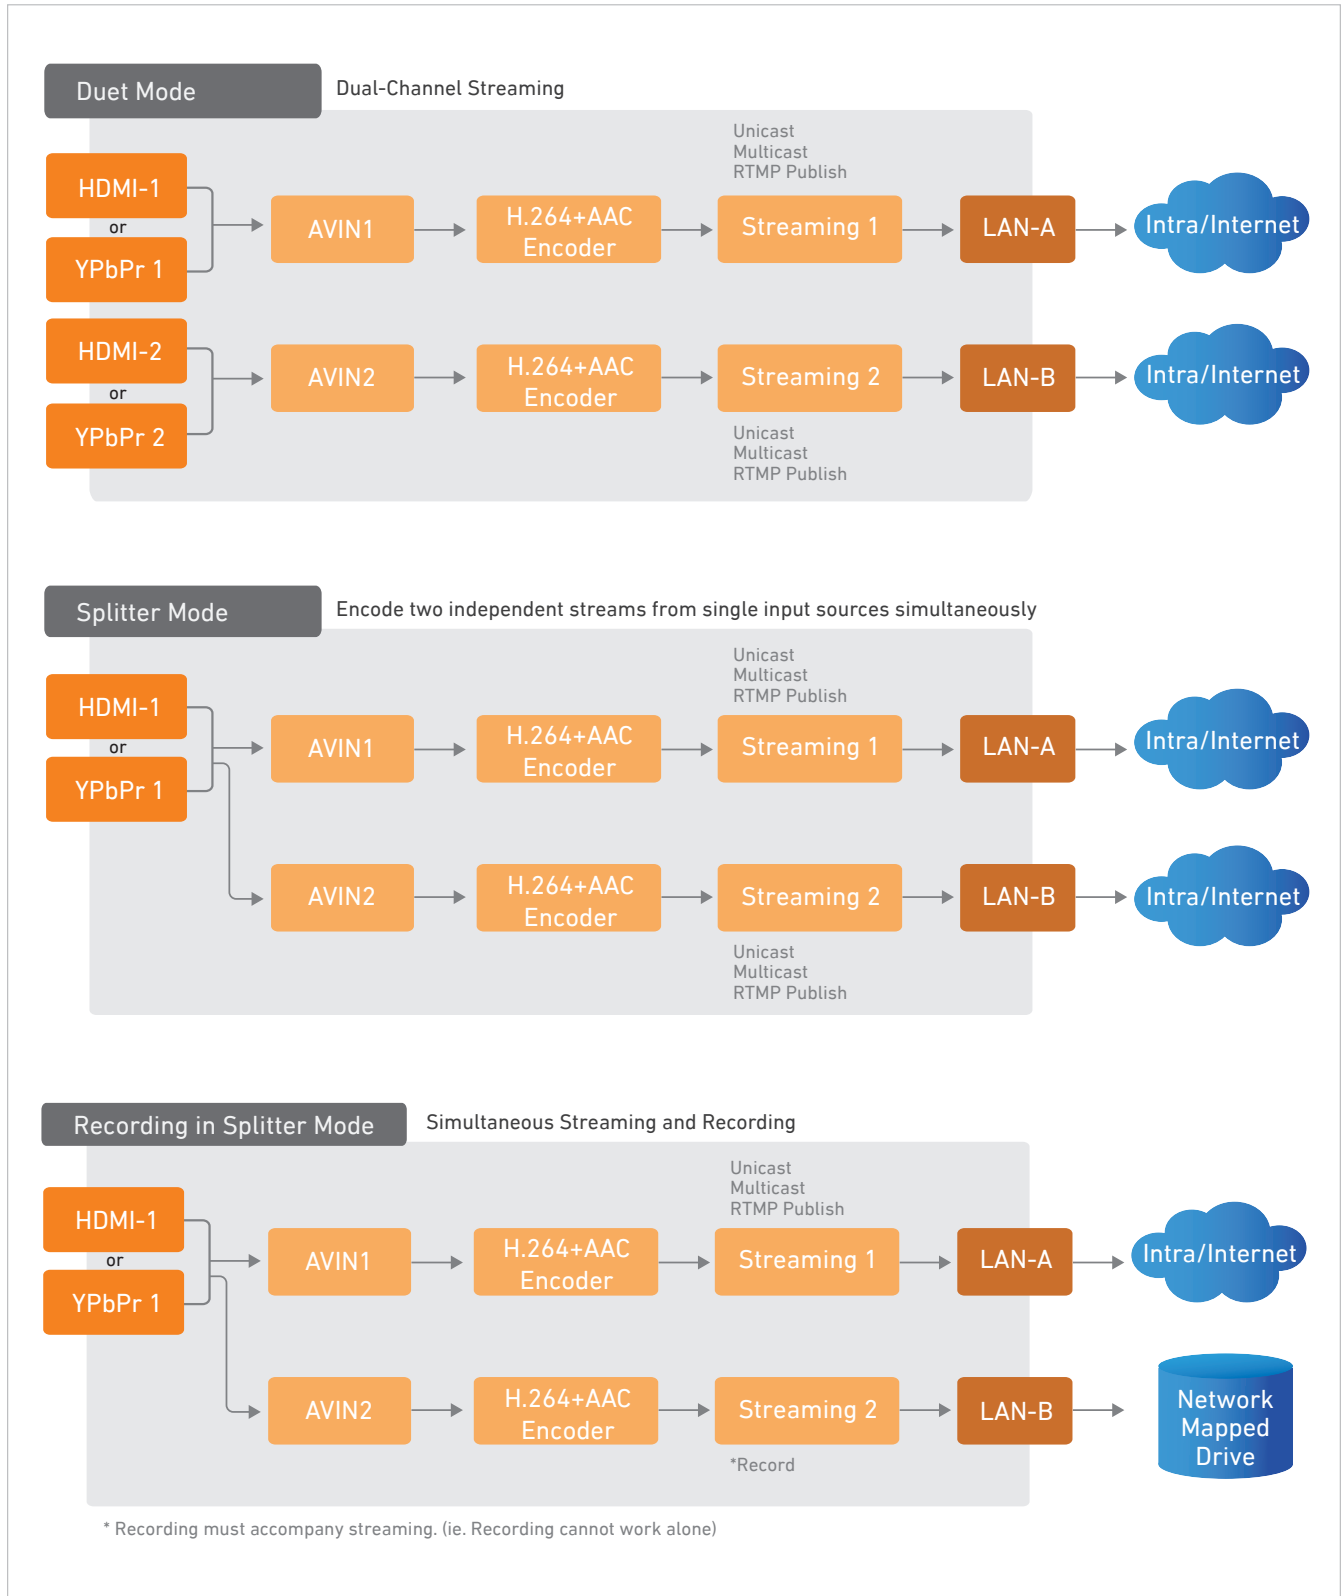 Duet Mode
Dual-Channel Streaming
Unicast
Multicast
RTMP Publish
HDMI-1
or
YPbPr 1
AVIN1
H.264+AAC
Encoder
Streaming 1
LAN-A
Intra/Internet
HDMI-2
or
YPbPr 2
AVIN2
H.264+AAC
Encoder
Streaming 2
LAN-B
Intra/Internet
Unicast
Multicast
RTMP Publish
Splitter Mode
Encode two independent streams from single input sources simultaneously
Unicast
Multicast
RTMP Publish
HDMI-1
or
YPbPr 1
AVIN1
H.264+AAC
Encoder
Streaming 1
LAN-A
Intra/Internet
AVIN2
H.264+AAC
Encoder
Streaming 2
LAN-B
Intra/Internet
Unicast
Multicast
RTMP Publish
Recording in Splitter Mode
Simultaneous Streaming and Recording
Unicast
Multicast
RTMP Publish
HDMI-1
or
YPbPr 1
AVIN1
H.264+AAC
Encoder
Streaming 1
LAN-A
Intra/Internet
AVIN2
H.264+AAC
Encoder
Streaming 2
LAN-B
Network
Mapped
Drive
*Record
* Recording must accompany streaming. (ie. Recording cannot work alone)